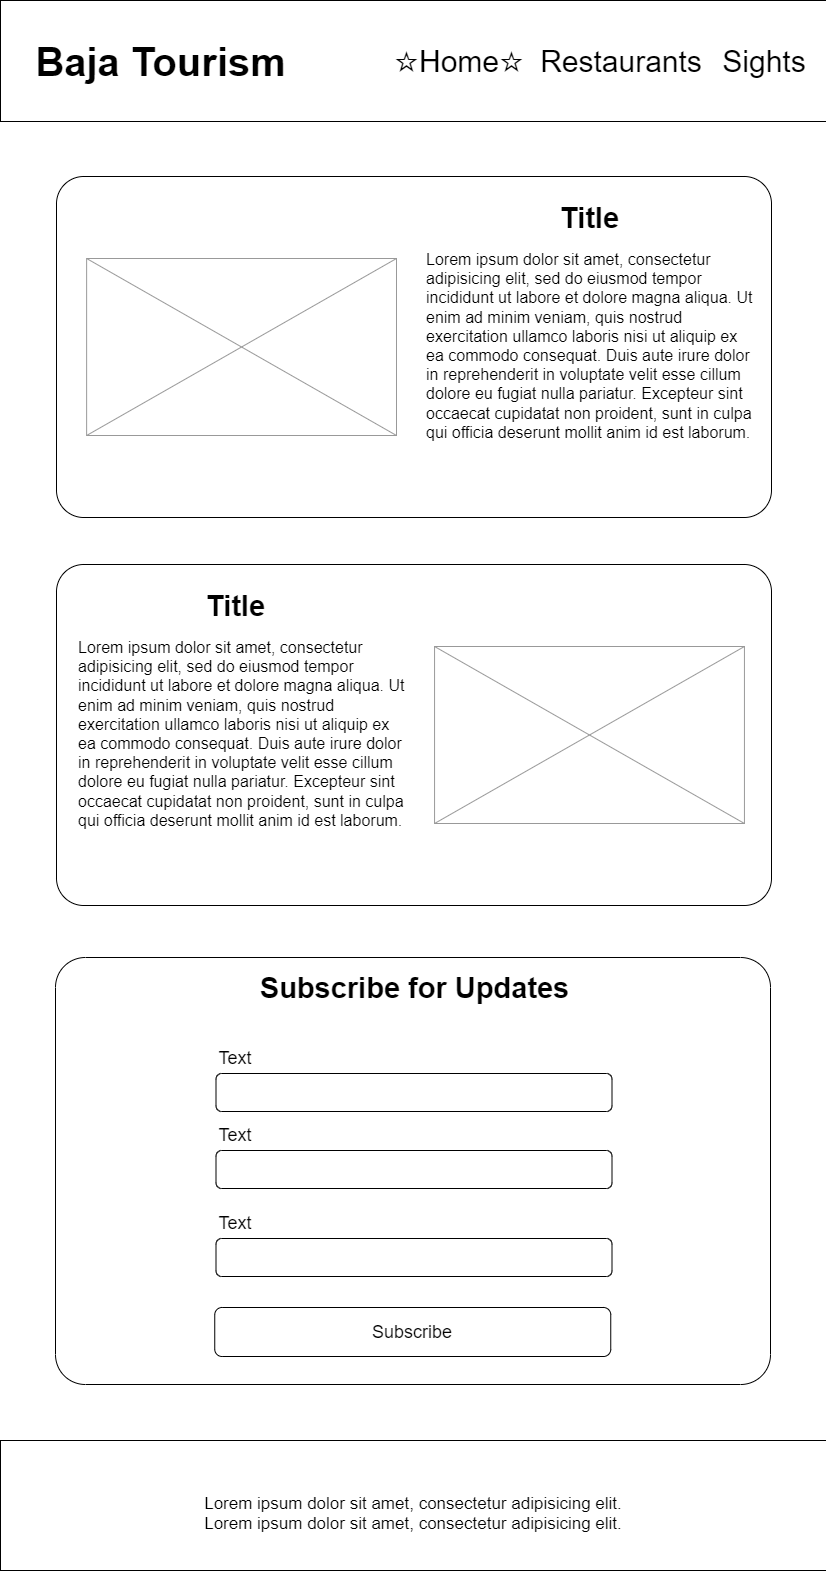 Baja Tourism
☆Home☆ Restaurants Sights
Title
Lorem ipsum dolor sit amet, consectetur
adipisicing elit, sed do eiusmod tempor
incididunt ut labore et dolore magna aliqua. Ut
enim ad minim veniam, quis nostrud
exercitation ullamco laboris nisi ut aliquip ex
ea commodo consequat. Duis aute irure dolor
in reprehenderit in voluptate velit esse cillum
dolore eu fugiat nulla pariatur. Excepteur sint
occaecat cupidatat non proident, sunt in culpa
qui officia deserunt mollit anim id est laborum.
Title
Lorem ipsum dolor sit amet, consectetur
adipisicing elit, sed do eiusmod tempor
incididunt ut labore et dolore magna aliqua. Ut
enim ad minim veniam, quis nostrud
exercitation ullamco laboris nisi ut aliquip ex
ea commodo consequat. Duis aute irure dolor
in reprehenderit in voluptate velit esse cillum
dolore eu fugiat nulla pariatur. Excepteur sint
occaecat cupidatat non proident, sunt in culpa
qui officia deserunt mollit anim id est laborum.
Subscribe for Updates
Text
Text
Text
Subscribe
Lorem ipsum dolor sit amet, consectetur adipisicing elit.
Lorem ipsum dolor sit amet, consectetur adipisicing elit.